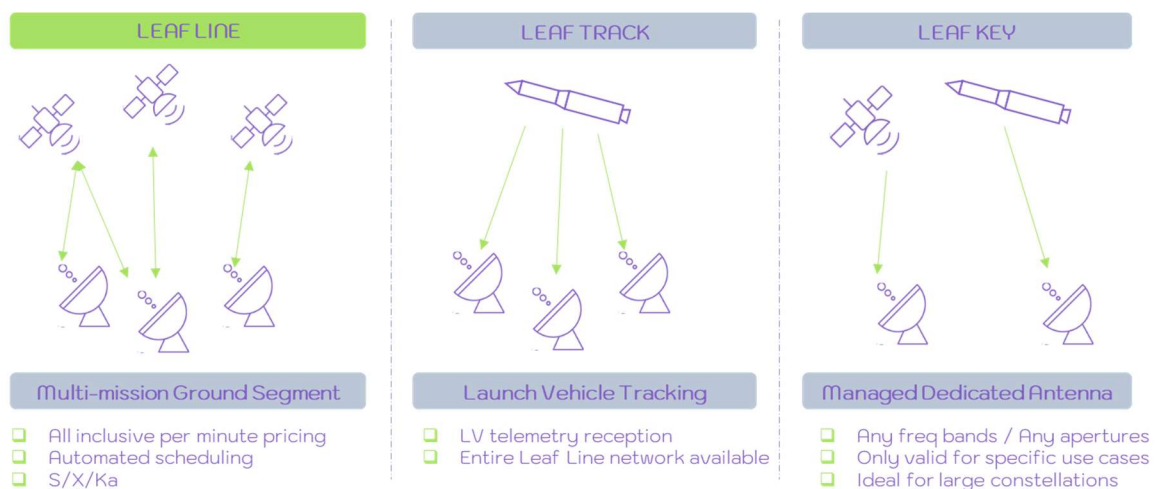 LEAF LINE
LEAF TRACK
LEAF KEY
Multi-mission Ground Segment
All inclusive per minute pricing
Automated scheduling
S/X/Ka
Launch Vehicle Tracking
LV telemetry reception
Entire Leaf Line network available
Managed Dedicated Antenna
Any freq bands / Any apertures
Only valid for specific use cases
Ideal for large constellations